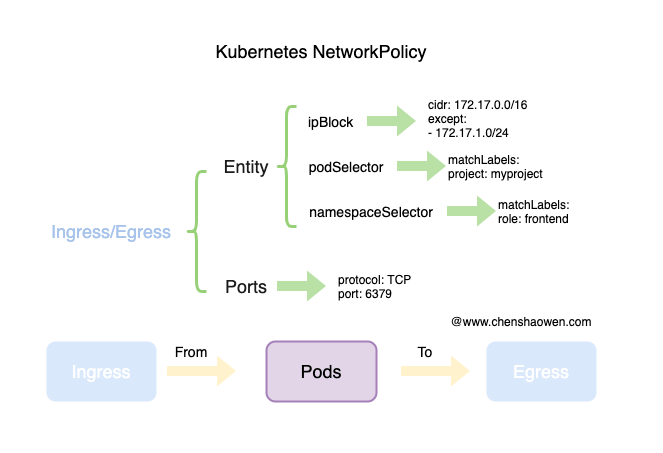 Kubernetes NetworkPolicy
ipBlock
cidr: 172.17.0.0/16
except:
- 172.17.1.0/24
Entity
podSelector
matchLabels:
project: myproject
namespaceSelector
matchLabels:
role: frontend
Ingress/Egress
Ports
protocol: TCP
port: 6379
@www.chenshaowen.com
Ingress
From
Pods
To
Egress